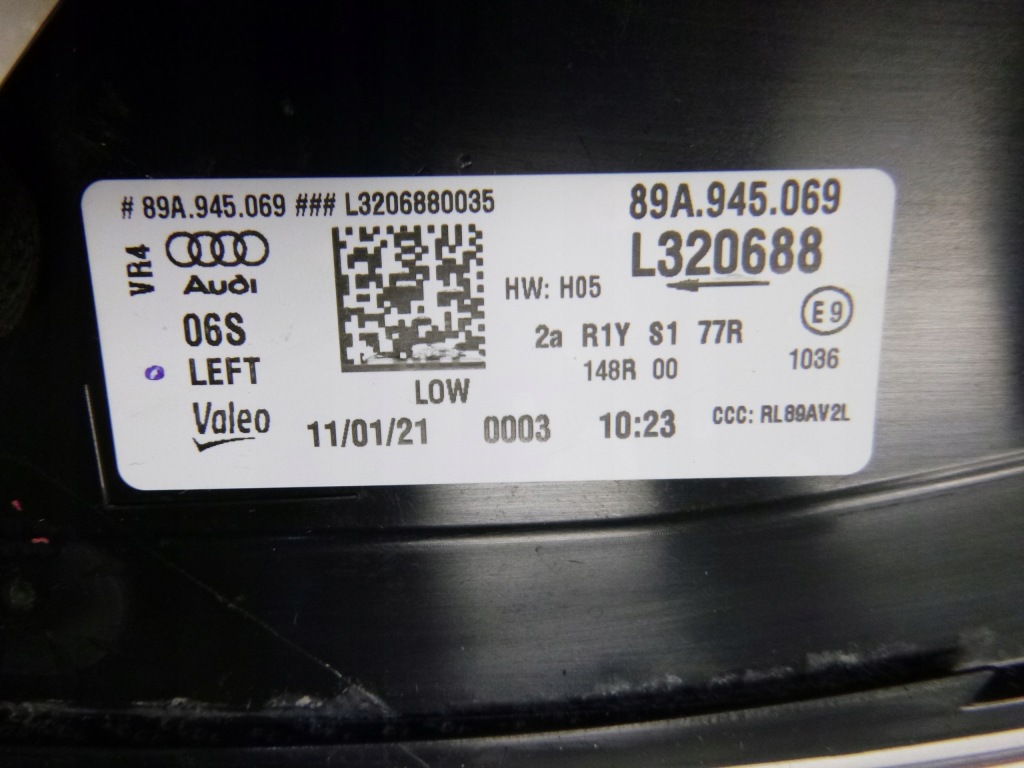 # 89A.945.069 ### L3206880035
89A.945.069
L320688
VR4
Audi
HW: H05
06S
2a R1Y S1 77R
E9
148R 00
1036
LEFT
LOW
Valeo
11/01/21 0003 10:23
CCC: RL89AV2L